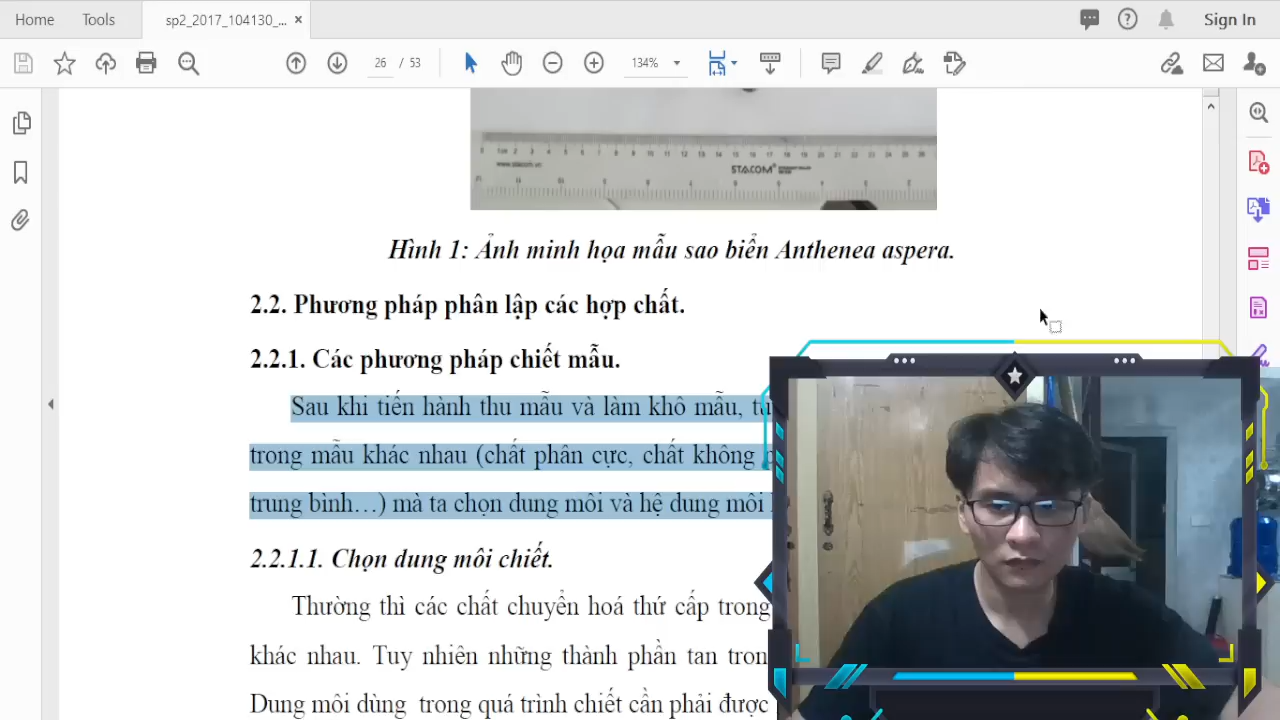 Home Tools sp2_2017_104130_... × Sign In
26 / 53 134%
www.stacom.vn STACOM
Hình 1: Ảnh minh họa mẫu sao biển Anthenea aspera.
2.2. Phương pháp phân lập các hợp chất.
2.2.1. Các phương pháp chiết mẫu.
Sau khi tiến hành thu mẫu và làm khô mẫu,
trong mẫu khác nhau (chất phân cực, chất không
trung bình…) mà ta chọn dung môi và hệ dung môi
2.2.1.1. Chọn dung môi chiết.
Thường thì các chất chuyển hoá thứ cấp trong
khác nhau. Tuy nhiên những thành phần tan
Dung môi dùng trong quá trình chiết cần phải được